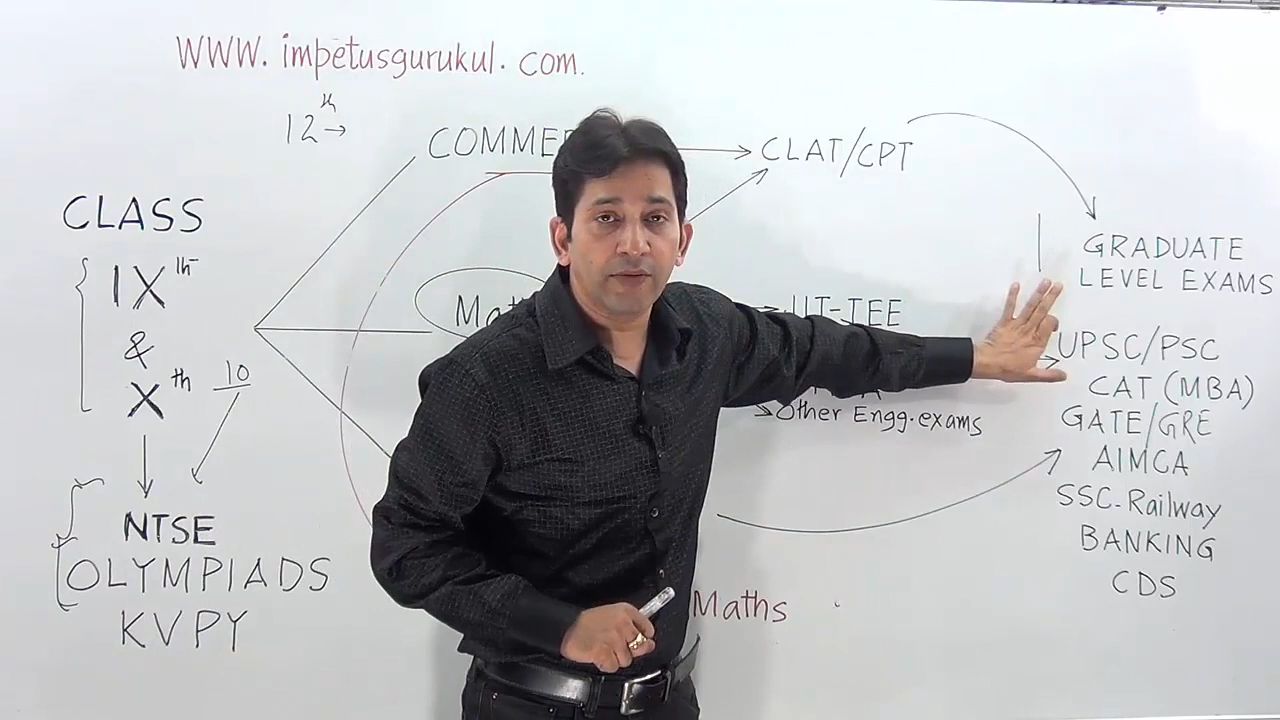 WWW. impetusgurukul. com.
12th →
COMME
CLAT/CPT
CLASS
IXth
&
Xth
10
NTSE
OLYMPIADS
KVPY
Mat
IIT-JEE
Other Engg. exams
Maths
GRADUATE
LEVEL EXAMS
UPSC/PSC
CAT (MBA)
GATE/GRE
AIMCA
SSC-Railway
BANKING
CDS